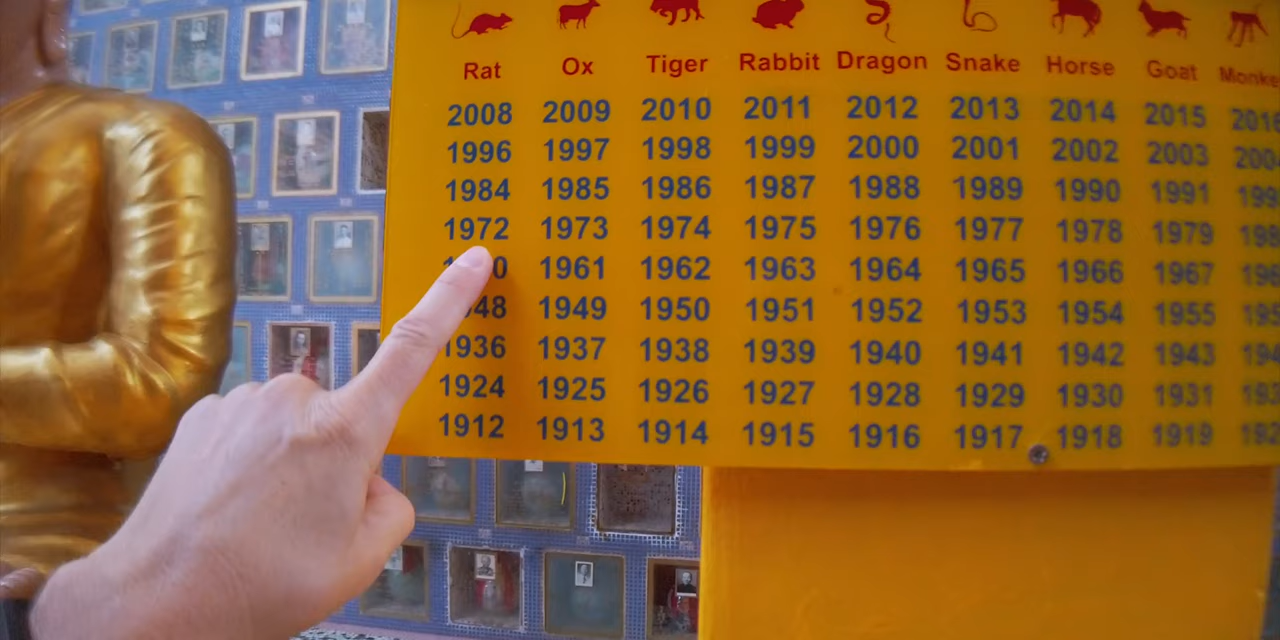 Rat Ox Tiger Rabbit Dragon Snake Horse Goat Monke
2008 2009 2010 2011 2012 2013 2014 2015
1996 1997 1998 1999 2000 2001 2002 2003
1984 1985 1986 1987 1988 1989 1990 1991
1972 1973 1974 1975 1976 1977 1978 1979
1961 1962 1963 1964 1965 1966 1967
48 1949 1950 1951 1952 1953 1954 1955
1936 1937 1938 1939 1940 1941 1942 1943
1924 1925 1926 1927 1928 1929 1930 1931
1912 1913 1914 1915 1916 1917 1918 1919